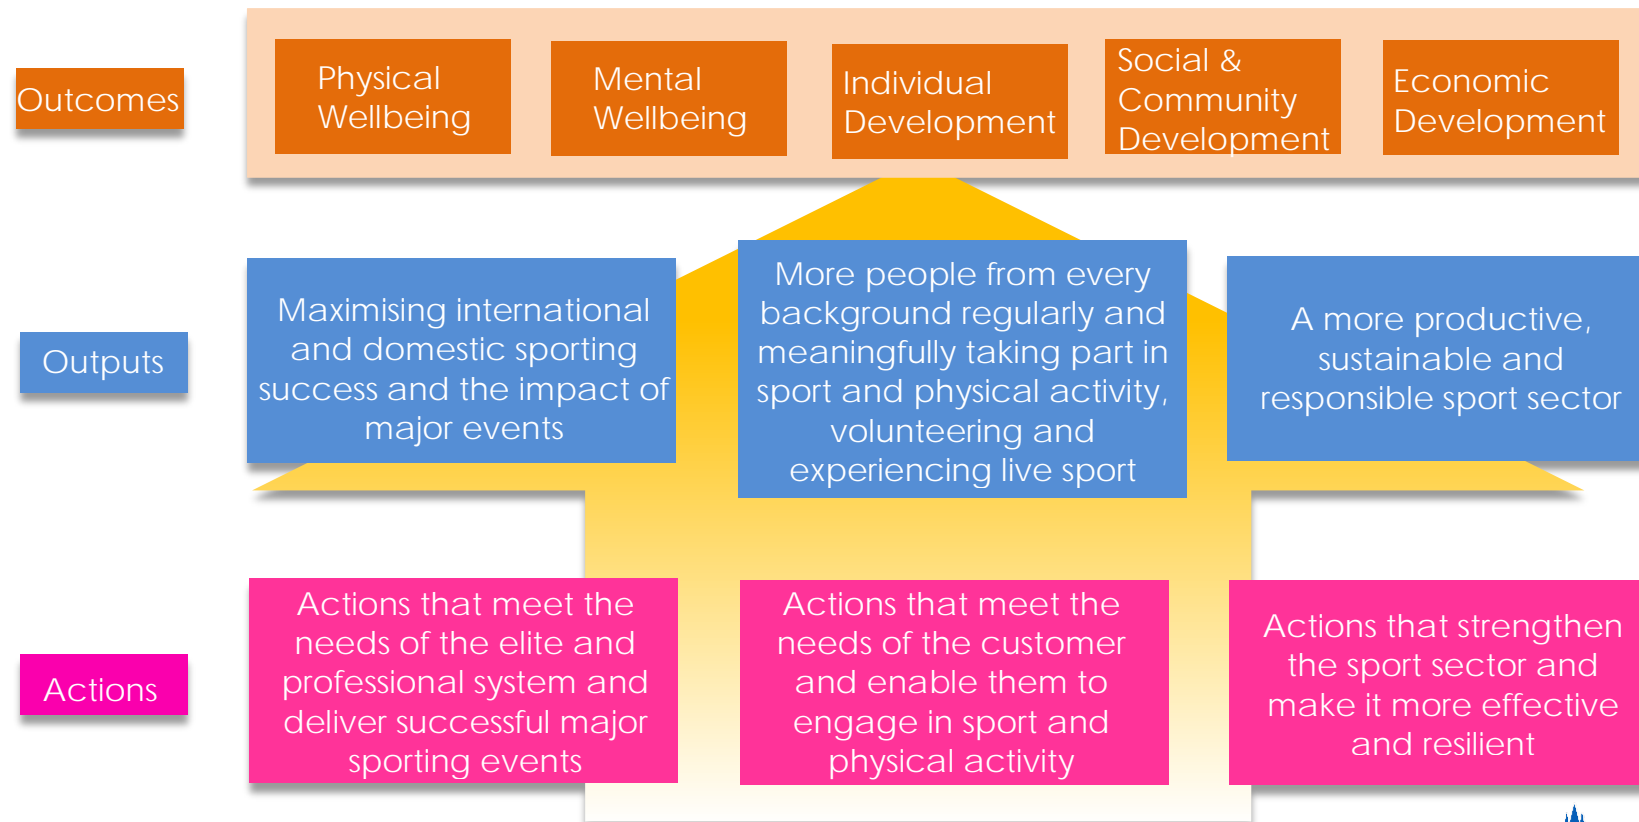 Outcomes
Physical
Wellbeing
Mental
Wellbeing
Individual
Development
Social &
Community
Development
Economic
Development
Outputs
Maximising international
and domestic sporting
success and the impact of
major events
More people from every
background regularly and
meaningfully taking part in
sport and physical activity,
volunteering and
experiencing live sport
A more productive,
sustainable and
responsible sport sector
Actions
Actions that meet the
needs of the elite and
professional system and
deliver successful major
sporting events
Actions that meet the
needs of the customer
and enable them to
engage in sport and
physical activity
Actions that strengthen
the sport sector and
make it more effective
and resilient